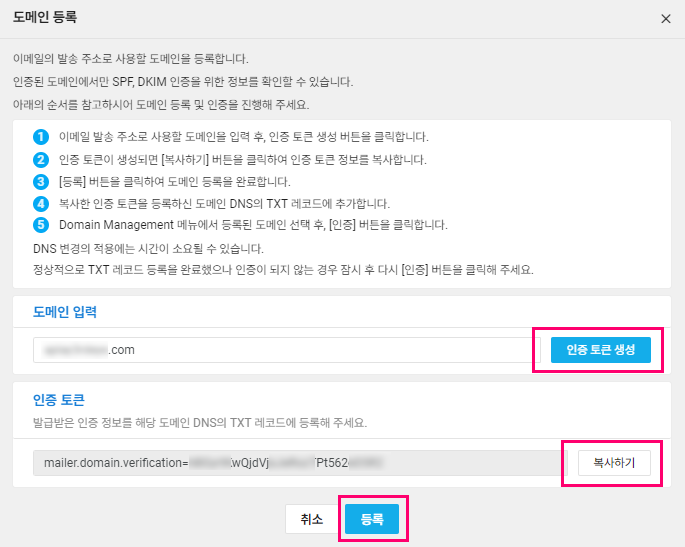 도메인 등록
이메일의 발송 주소로 사용할 도메인을 등록합니다.
인증된 도메인에서만 SPF, DKIM 인증을 위한 정보를 확인할 수 있습니다.
아래의 순서를 참고하시어 도메인 등록 및 인증을 진행해 주세요.
1 이메일 발송 주소로 사용할 도메인을 입력 후, 인증 토큰 생성 버튼을 클릭합니다.
2 인증 토큰이 생성되면 [복사하기] 버튼을 클릭하여 인증 토큰 정보를 복사합니다.
3 [등록] 버튼을 클릭하여 도메인 등록을 완료합니다.
4 복사한 인증 토큰을 등록하신 도메인 DNS의 TXT 레코드에 추가합니다.
5 Domain Management 메뉴에서 등록된 도메인 선택 후, [인증] 버튼을 클릭합니다.
DNS 변경의 적용에는 시간이 소요될 수 있습니다.
정상적으로 TXT 레코드 등록을 완료했으나 인증이 되지 않는 경우 잠시 후 다시 [인증] 버튼을 클릭해 주세요.
도메인 입력
.com 인증 토큰 생성
인증 토큰
발급받은 인증 정보를 해당 도메인 DNS의 TXT 레코드에 등록해 주세요.
mailer.domain.verification= wQjdVj Pt562 복사하기
취소 등록